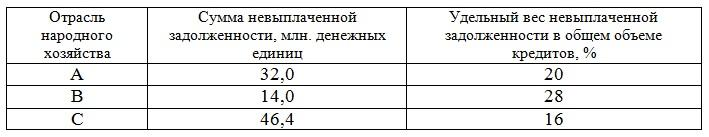 Отрасль народного хозяйства
Сумма невыплаченной задолженности, млн. денежных единиц
Удельный вес невыплаченной задолженности в общем объеме кредитов, %
А 32,0 20
В 14,0 28
С 46,4 16